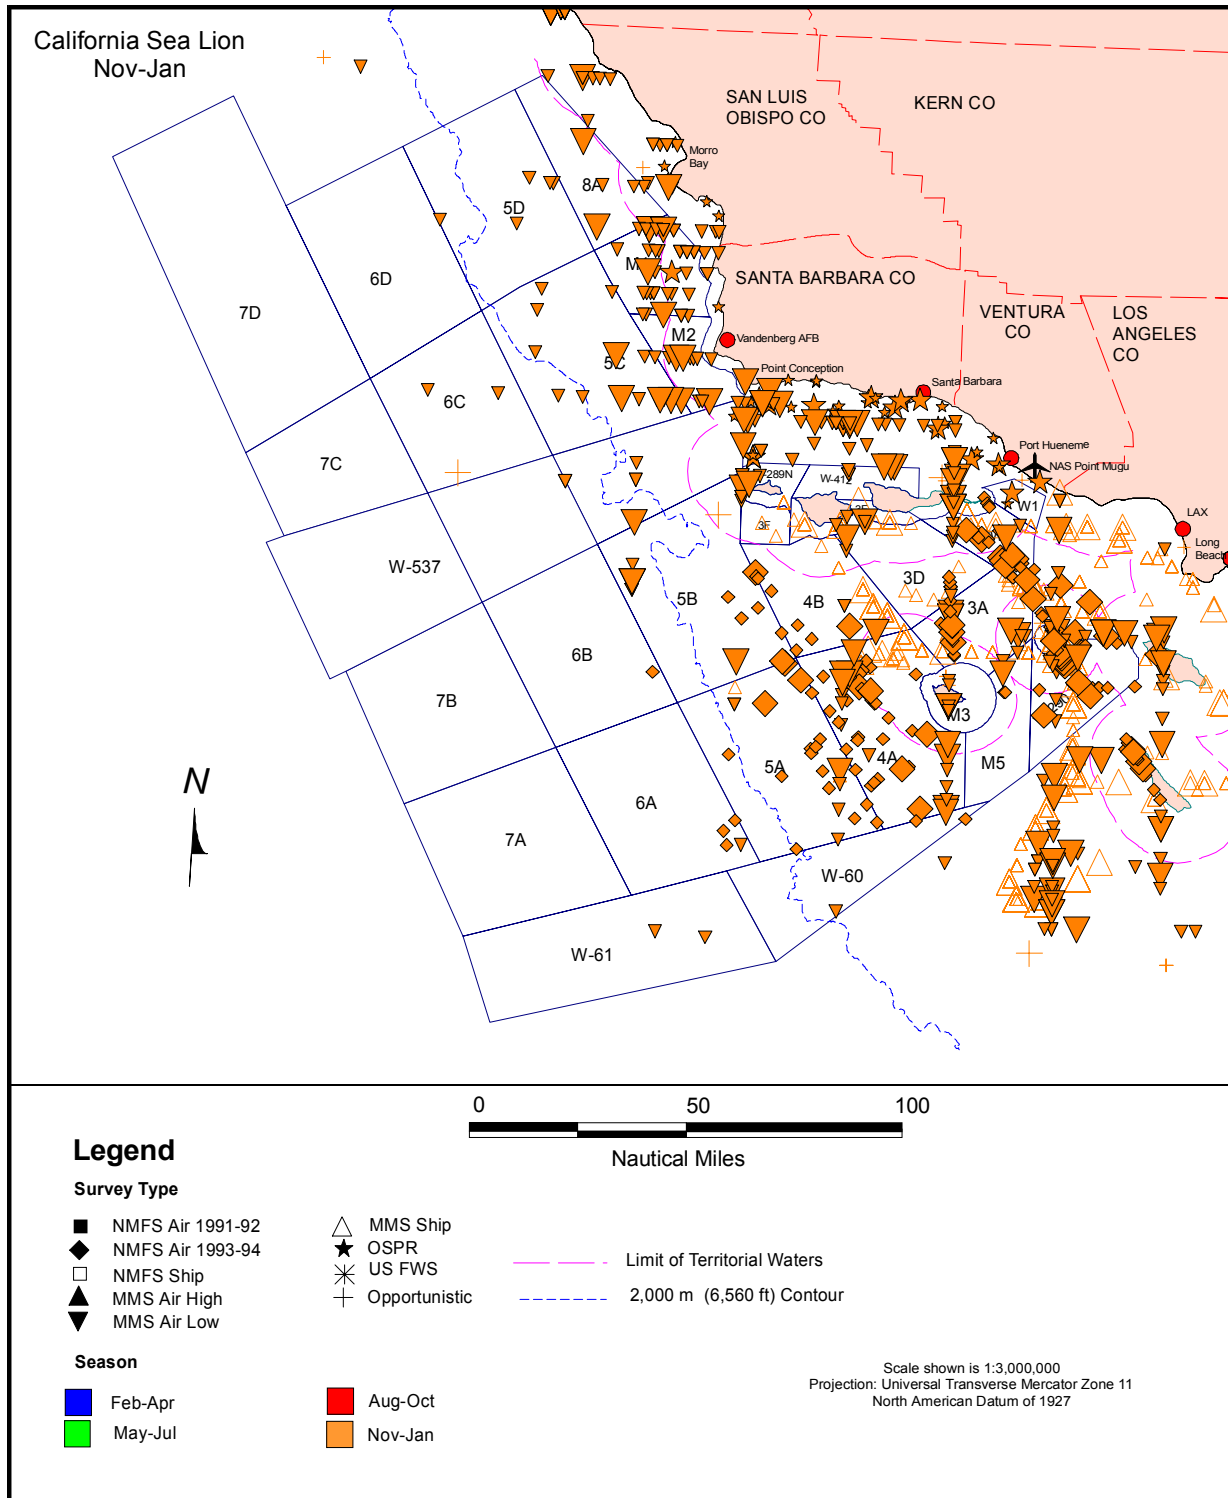 California Sea Lion
Nov-Jan
SAN LUIS
OBISPO CO
KERN CO
Morro
Bay
8A
5D
6D
7D
SANTA BARBARA CO
VENTURA
CO
LOS
ANGELES
CO
M2
Vandenberg AFB
5C
Point Conception
Santa Barbara
6C
7C
Port Hueneme
NAS Point Mugu
W-412
W1
3F
LAX
Long
Beach
W-537
3D
3A
5B
4B
6B
7B
M3
M5
4A
5A
6A
7A
N
W-60
W-61
0 50 100
Nautical Miles
Legend
Survey Type
NMFS Air 1991-92
NMFS Air 1993-94
NMFS Ship
MMS Air High
MMS Air Low
MMS Ship
OSPR
US FWS
Opportunistic
Limit of Territorial Waters
2,000 m (6,560 ft) Contour
Season
Feb-Apr
May-Jul
Aug-Oct
Nov-Jan
Scale shown is 1:3,000,000
Projection: Universal Transverse Mercator Zone 11
North American Datum of 1927